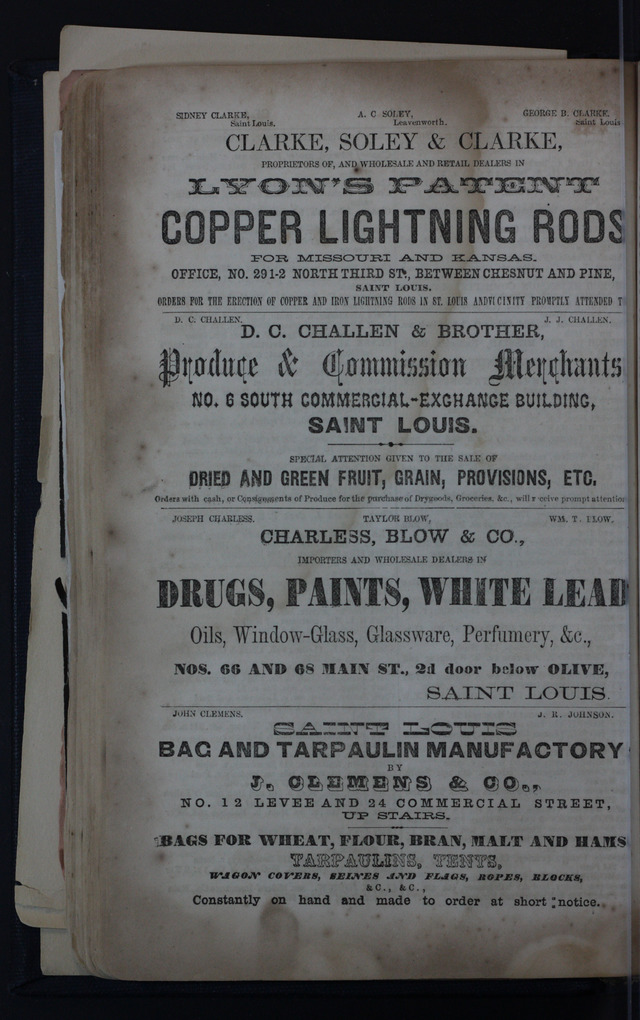 SIDNEY CLARKE, A. C. SOLEY, GEORGE B. CLARKE.
Saint Louis. Leavenworth. Saint Louis
CLARKE, SOLEY & CLARKE,
PROPRIETORS OF, AND WHOLESALE AND RETAIL DEALERS IN
LYON'S PATENT
COPPER LIGHTNING RODS
FOR MISSOURI AND KANSAS.
OFFICE, NO. 291-2 NORTH THIRD ST., BETWEEN CHESNUT AND PINE,
SAINT LOUIS.
ORDERS FOR THE ERECTION OF COPPER AND IRON LIGHTNING RODS IN ST. LOUIS AND VICINITY PROMPTLY ATTENDED T
D. C. CHALLEN. J. J. CHALLEN.
D. C. CHALLEN & BROTHER,
Produce & Commission Merchants
NO. 6 SOUTH COMMERCIAL-EXCHANGE BUILDING,
SAINT LOUIS.
SPECIAL ATTENTION GIVEN TO THE SALE OF
DRIED AND GREEN FRUIT, GRAIN, PROVISIONS, ETC.
Orders with cash, or Consignments of Produce for the purchase of Drygoods, Groceries, &c., will receive prompt attention
JOSEPH CHARLESS. TAYLOR BLOW, WM. T. BLOW.
CHARLESS, BLOW & CO.,
IMPORTERS AND WHOLESALE DEALERS IN
DRUGS, PAINTS, WHITE LEAD
Oils, Window-Glass, Glassware, Perfumery, &c.,
NOS. 66 AND 68 MAIN ST., 2d door below OLIVE,
SAINT LOUIS.
JOHN CLEMENS. J. R. JOHNSON.
SAINT LOUIS
BAG AND TARPAULIN MANUFACTORY
BY
J. CLEMENS & CO.,
NO. 12 LEVEE AND 24 COMMERCIAL STREET,
UP STAIRS.
BAGS FOR WHEAT, FLOUR, BRAN, MALT AND HAMS
TARPAULINS, TENTS,
WAGON COVERS, SEINES AND FLAGS, ROPES, BLOCKS,
&C., &C.,
Constantly on hand and made to order at short notice.